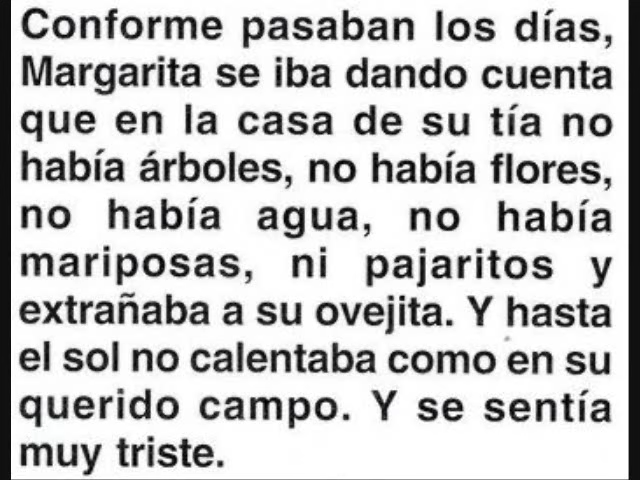 Conforme pasaban los días,
Margarita se iba dando cuenta
que en la casa de su tía no
había árboles, no había flores,
no había agua, no había
mariposas, ni pajaritos y
extrañaba a su ovejita. Y hasta
el sol no calentaba como en su
querido campo. Y se sentía
muy triste.